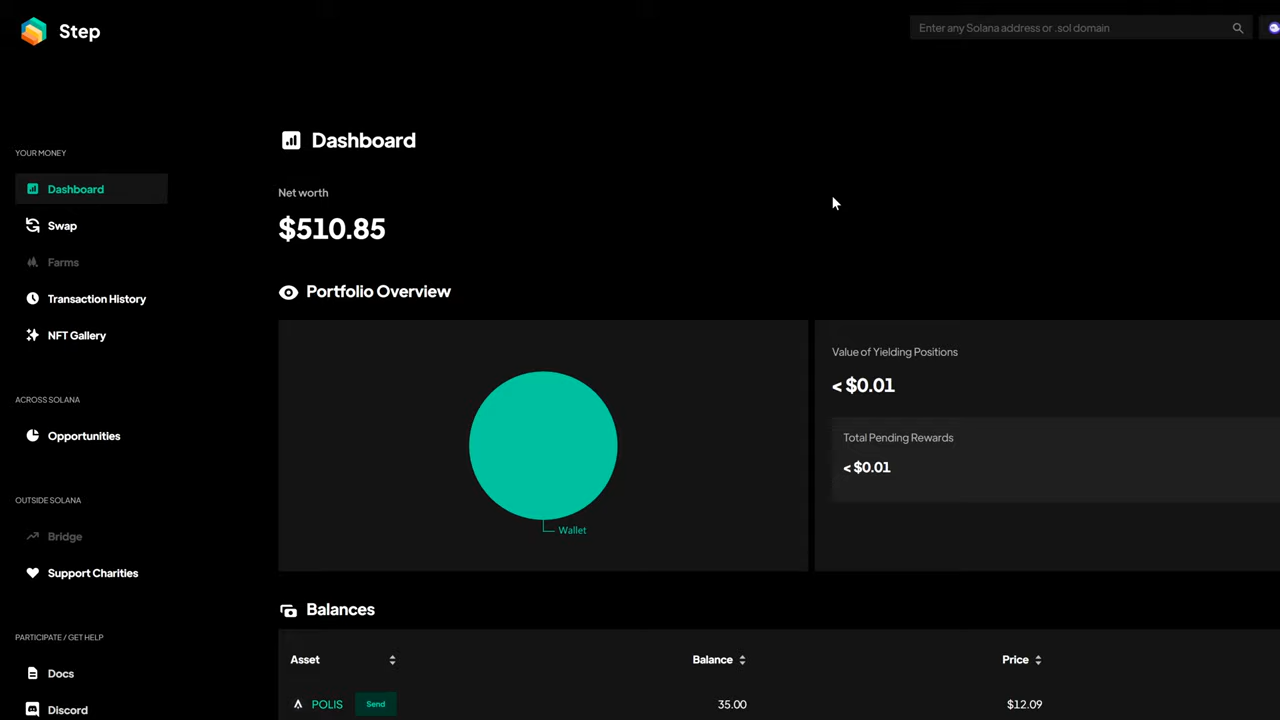 Step
Enter any Solana address or .sol domain
Dashboard
YOUR MONEY
Dashboard
Swap
Farms
Transaction History
NFT Gallery
ACROSS SOLANA
Opportunities
OUTSIDE SOLANA
Bridge
Support Charities
PARTICIPATE / GET HELP
Docs
Discord
Net worth
$510.85
Portfolio Overview
Wallet
Value of Yielding Positions
< $0.01
Total Pending Rewards
< $0.01
Balances
Asset Balance Price
POLIS Send 35.00 $12.09